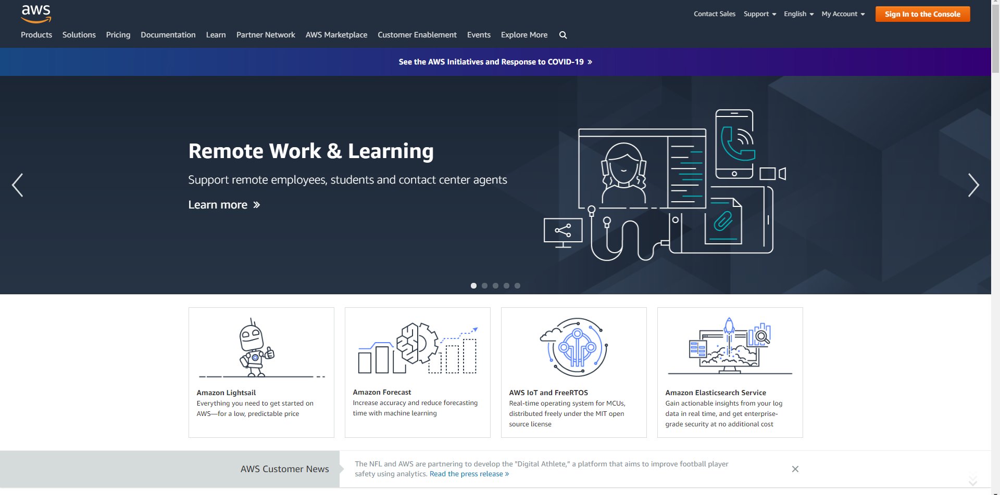 aws
Contact Sales Support English My Account Sign In to the Console
Products Solutions Pricing Documentation Learn Partner Network AWS Marketplace Customer Enablement Events Explore More
See the AWS Initiatives and Response to COVID-19 »
Remote Work & Learning
Support remote employees, students and contact center agents
Learn more »
Amazon Lightsail
Everything you need to get started on
AWS—for a low, predictable price
Amazon Forecast
Increase accuracy and reduce forecasting
time with machine learning
AWS IoT and FreeRTOS
Real-time operating system for MCUs,
distributed freely under the MIT open
source license
Amazon Elasticsearch Service
Gain actionable insights from your log
data in real time, and get enterprise-
grade security at no additional cost
AWS Customer News
The NFL and AWS are partnering to develop the "Digital Athlete," a platform that aims to improve football player
safety using analytics. Read the press release »